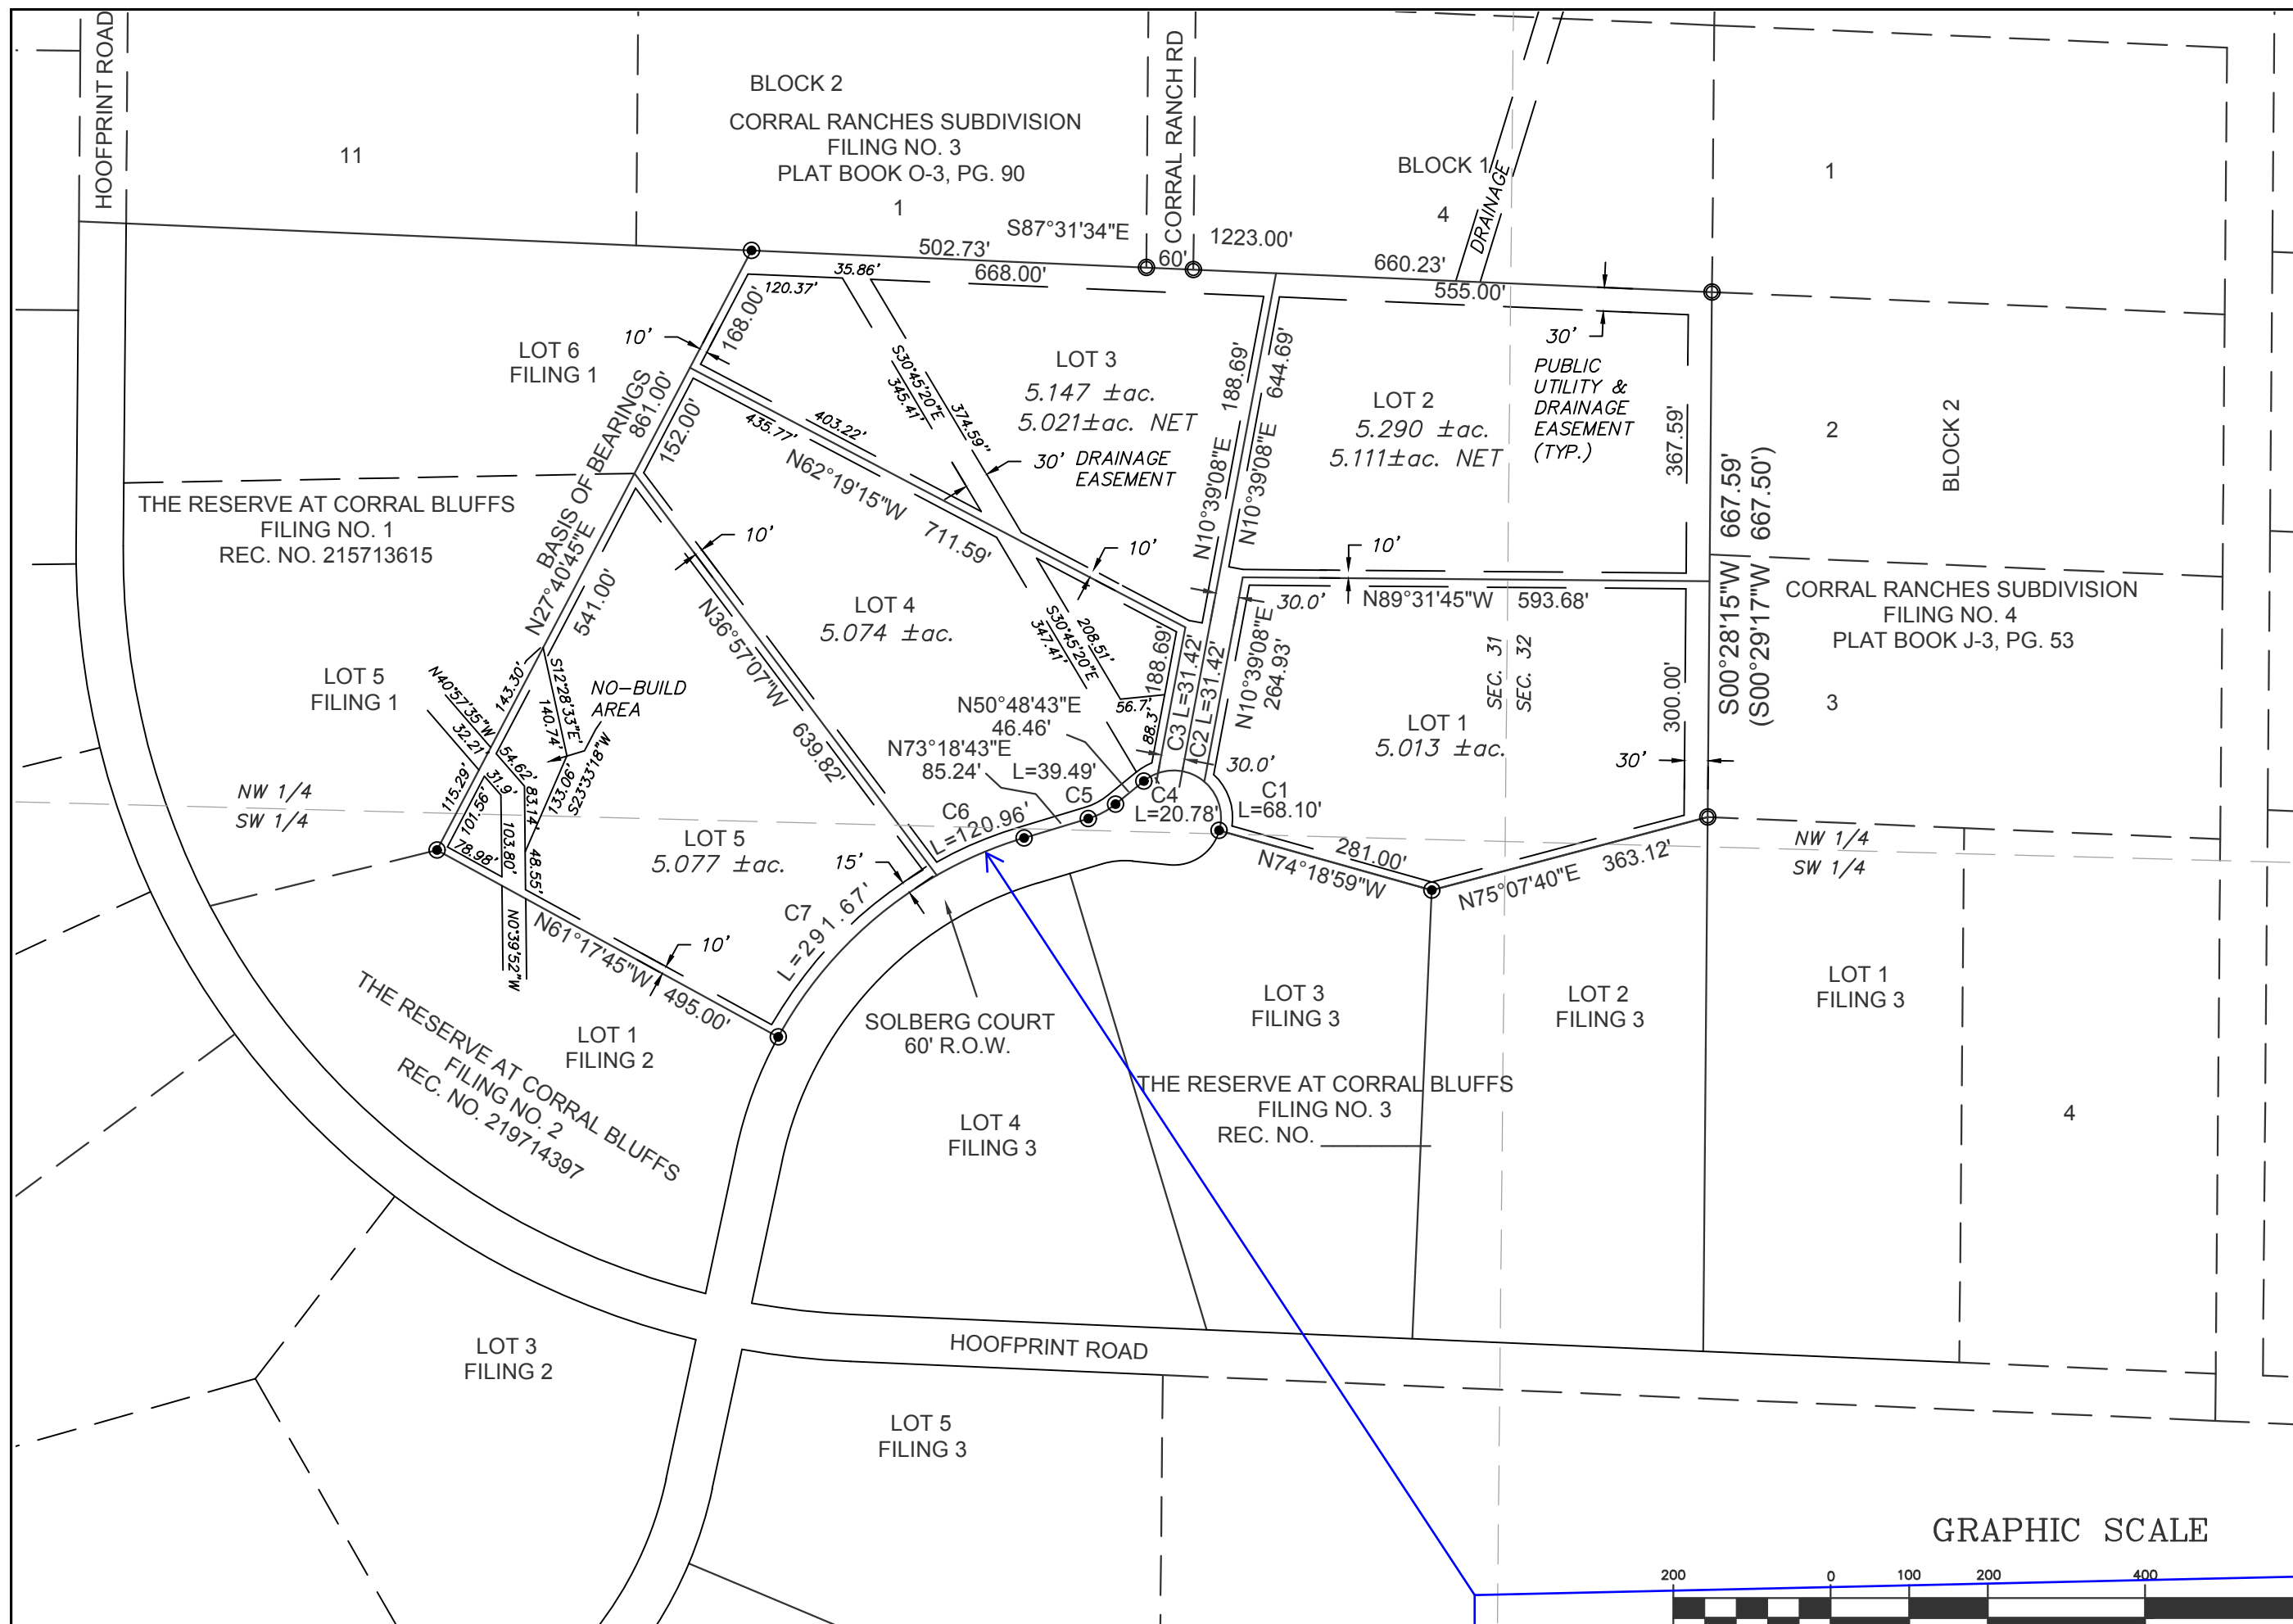 HOOFPRINT ROAD
11
BLOCK 2
CORRAL RANCHES SUBDIVISION
FILING NO. 3
PLAT BOOK O-3, PG. 90
1
CORRAL RANCH RD
BLOCK 1
4
DRAINAGE
1
S87°31'34"E
1223.00'
502.73'
60'
660.23'
668.00'
555.00'
35.86'
120.37'
168.00'
10'
LOT 6
FILING 1
BASIS OF BEARINGS
N27°40'45"E
861.00'
152.00'
541.00'
LOT 3
5.147 ±ac.
5.021±ac. NET
S30°45'20"E
345.41'
374.59"
30' DRAINAGE
EASEMENT
403.22'
435.77'
N62°19'15"W 711.59'
10'
N10°39'08"E 188.69'
N10°39'08"E 644.69'
LOT 2
5.290 ±ac.
5.111±ac. NET
30'
PUBLIC
UTILITY &
DRAINAGE
EASEMENT
(TYP.)
367.59'
S00°28'15"W 667.59'
(S00°29'17"W 667.50')
2
BLOCK 2
THE RESERVE AT CORRAL BLUFFS
FILING NO. 1
REC. NO. 215713615
10'
LOT 4
5.074 ±ac.
N36°57'07"W 639.82'
10'
N89°31'45"W 593.68'
30.0'
N10°39'08"E
264.93'
SEC. 31
SEC. 32
CORRAL RANCHES SUBDIVISION
FILING NO. 4
PLAT BOOK J-3, PG. 53
3
300.00'
LOT 5
FILING 1
N40°57'35"W
32.21'
143.30'
S12°28'33"E
140.74'
NO-BUILD
AREA
S30°45'20"E
347.41'
208.51'
188.69'
56.7'
88.3'
C3 L=31.42'
C2 L=31.42'
N50°48'43"E
46.46'
N73°18'43"E
85.24'
L=39.49'
C5
C4
L=20.78'
30.0'
C1
L=68.10'
LOT 1
5.013 ±ac.
30'
NW 1/4
SW 1/4
115.29'
101.56'
54.62'
31.9'
83.14'
133.06'
S23°33'18"W
103.80'
78.98'
48.55'
N0°39'52"W
LOT 5
5.077 ±ac.
C6
L=120.96'
15'
C7
L=291.67'
N61°17'45"W 495.00'
10'
281.00'
N74°18'59"W
N75°07'40"E 363.12'
NW 1/4
SW 1/4
THE RESERVE AT CORRAL BLUFFS
FILING NO. 2
REC. NO. 219714397
LOT 1
FILING 2
SOLBERG COURT
60' R.O.W.
LOT 3
FILING 3
LOT 2
FILING 3
LOT 1
FILING 3
THE RESERVE AT CORRAL BLUFFS
FILING NO. 3
REC. NO. __________
LOT 4
FILING 3
4
LOT 3
FILING 2
HOOFPRINT ROAD
LOT 5
FILING 3
GRAPHIC SCALE
200 0 100 200 400